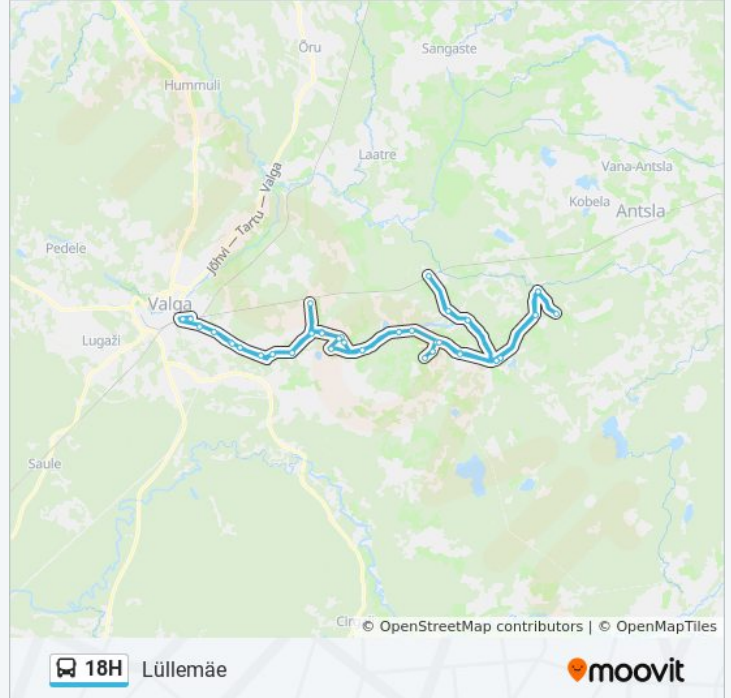 Õru
Sangaste
Hummuli
Laatre
Vana-Antsla
Kobela
Antsla
Jõhvi — Tartu — Valga
Pedele
Valga
Lugaži
Saule
© OpenStreetMap contributors | © OpenMapTiles
18H Lüllemäe
moovit